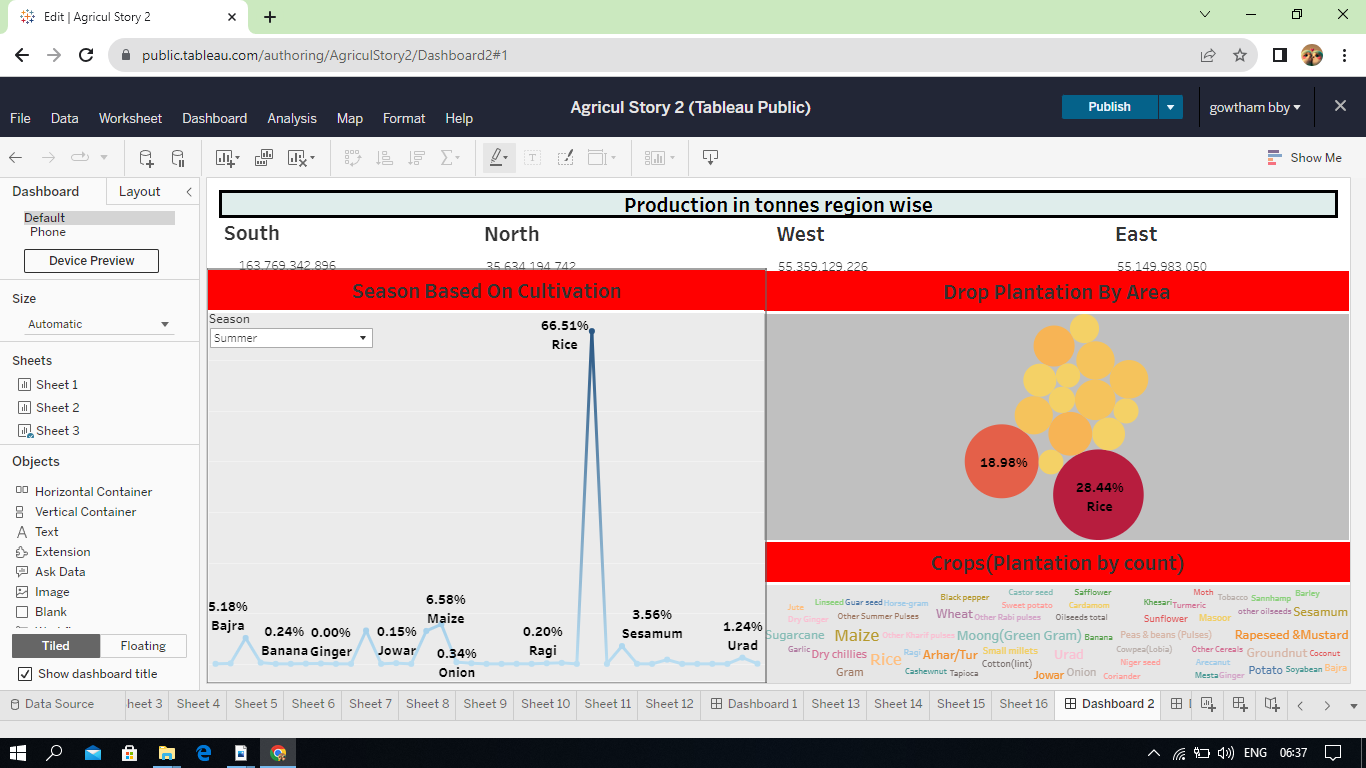 Edit | Agricul Story 2
public.tableau.com/authoring/AgriculStory2/Dashboard2#1
Agricul Story 2 (Tableau Public)
Publish
gowtham bby
File Data Worksheet Dashboard Analysis Map Format Help
Show Me
Dashboard Layout
Default
Phone
Device Preview
Size
Automatic
Sheets
Sheet 1
Sheet 2
Sheet 3
Objects
Horizontal Container
Vertical Container
Text
Extension
Ask Data
Image
Blank
Tiled Floating
Show dashboard title
Production in tonnes region wise
South North West East
163,769,342,896 35,634,194,742 55,359,129,226 55,149,983,050
Season Based On Cultivation
Season
Summer
66.51%
Rice
5.18%
Bajra
0.24%
Banana
0.00%
Ginger
0.15%
Jowar
6.58%
Maize
0.34%
Onion
0.20%
Ragi
3.56%
Sesamum
1.24%
Urad
Drop Plantation By Area
18.98%
28.44%
Rice
Crops(Plantation by count)
Black pepper Castor seed Safflower Moth Tobacco Sannhamp Barley
Jute Linseed Guar seed Horse-gram Sweet potato Cardamom Khesari Turmeric
Dry Ginger Other Summer Pulses Wheat Other Rabi pulses Oilseeds total Sunflower Masoor other oilseeds Sesamum
Sugarcane Maize Other Kharif pulses Moong(Green Gram) Banana Peas & beans (Pulses) Rapeseed &Mustard
Garlic Dry chillies Rice Ragi Arhar/Tur Small millets Urad Cowpea(Lobia) Other Cereals Groundnut Coconut
Cotton(lint) Niger seed Arecanut
Gram Cashewnut Tapioca Jowar Onion Coriander Mesta Ginger Potato Soyabean Bajra
Data Source heet 3 Sheet 4 Sheet 5 Sheet 6 Sheet 7 Sheet 8 Sheet 9 Sheet 10 Sheet 11 Sheet 12 Dashboard 1 Sheet 13 Sheet 14 Sheet 15 Sheet 16 Dashboard 2
ENG 06:37